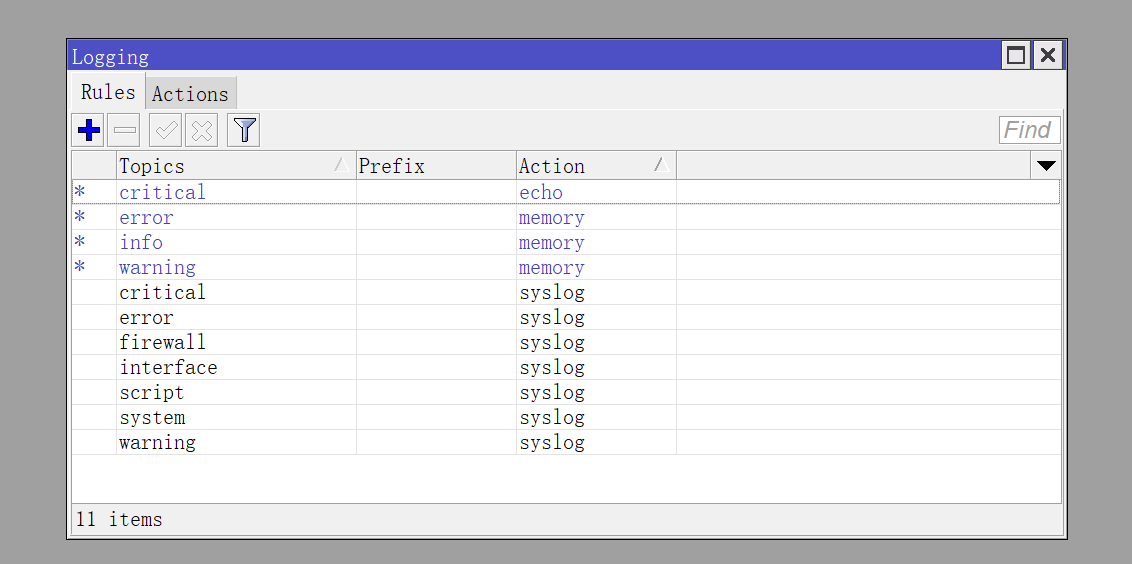 Logging
Rules Actions
Find
Topics Prefix Action
* critical echo
* error memory
* info memory
* warning memory
critical syslog
error syslog
firewall syslog
interface syslog
script syslog
system syslog
warning syslog
11 items